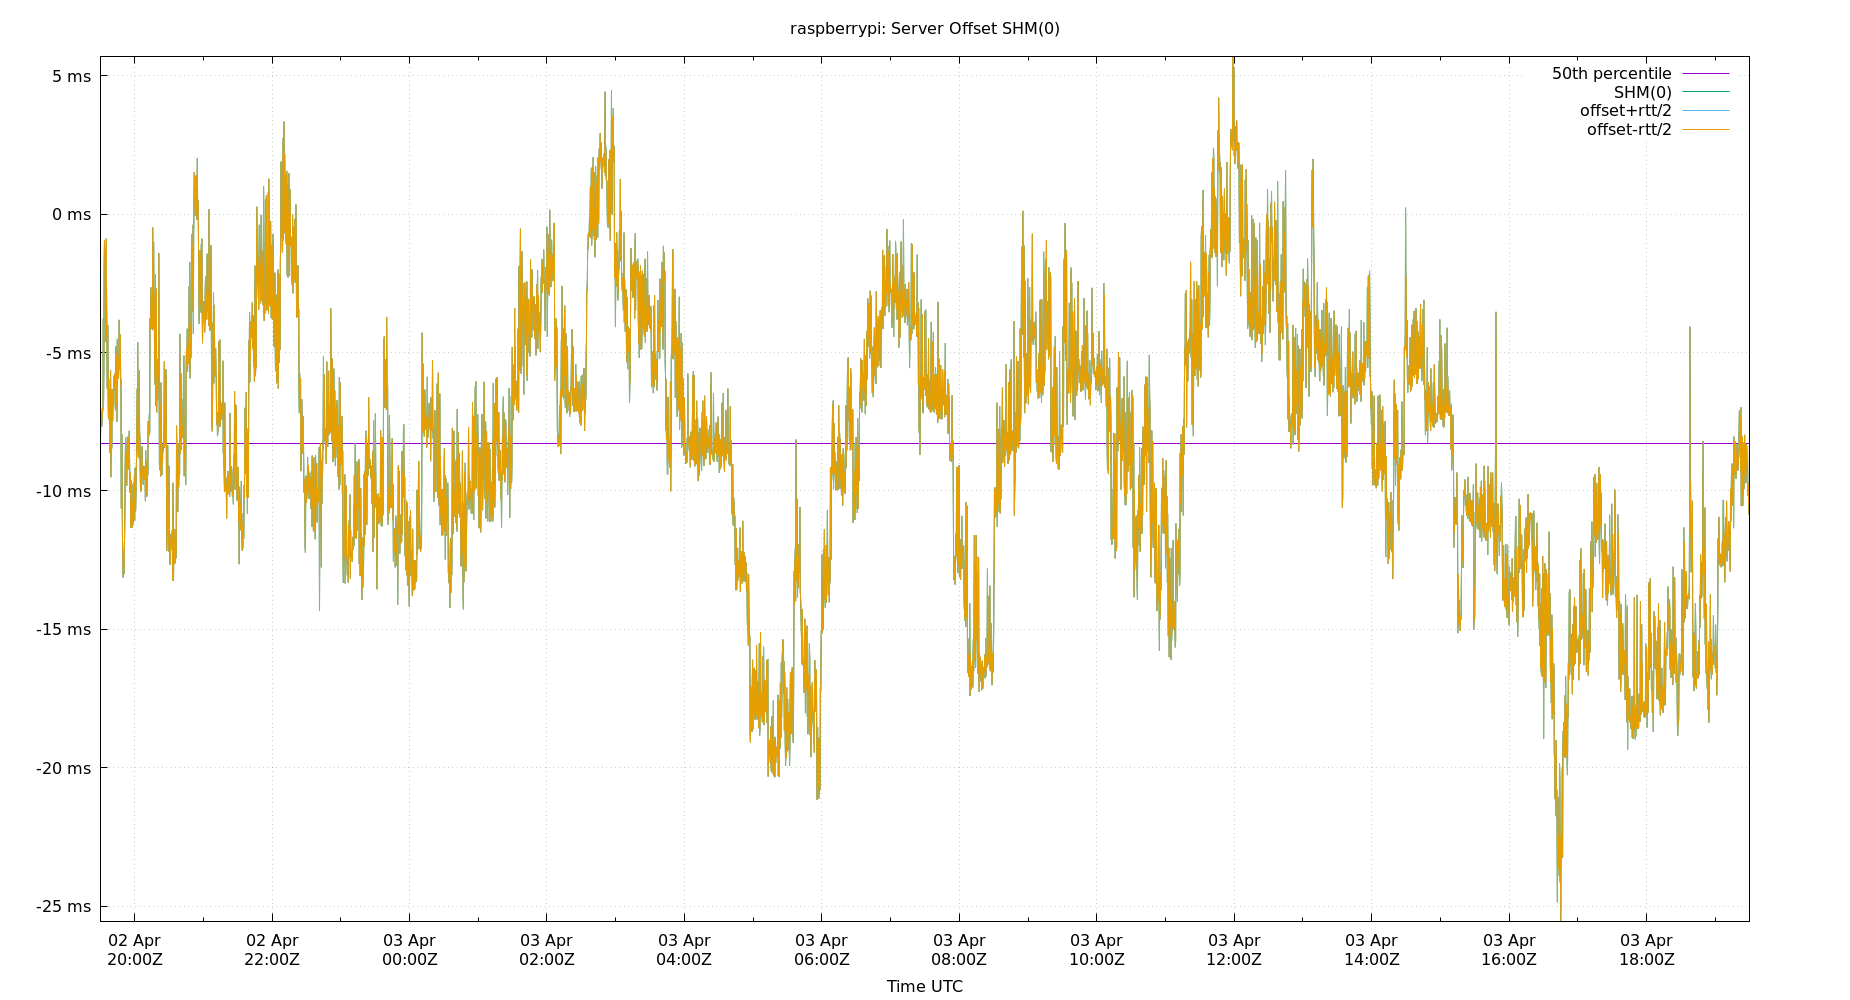 raspberrypi: Server Offset SHM(0)
5 ms
0 ms
-5 ms
-10 ms
-15 ms
-20 ms
-25 ms
50th percentile
SHM(0)
offset+rtt/2
offset-rtt/2
02 Apr 02 Apr 03 Apr 03 Apr 03 Apr 03 Apr 03 Apr 03 Apr 03 Apr 03 Apr 03 Apr 03 Apr
20:00Z 22:00Z 00:00Z 02:00Z 04:00Z 06:00Z 08:00Z 10:00Z 12:00Z 14:00Z 16:00Z 18:00Z
Time UTC